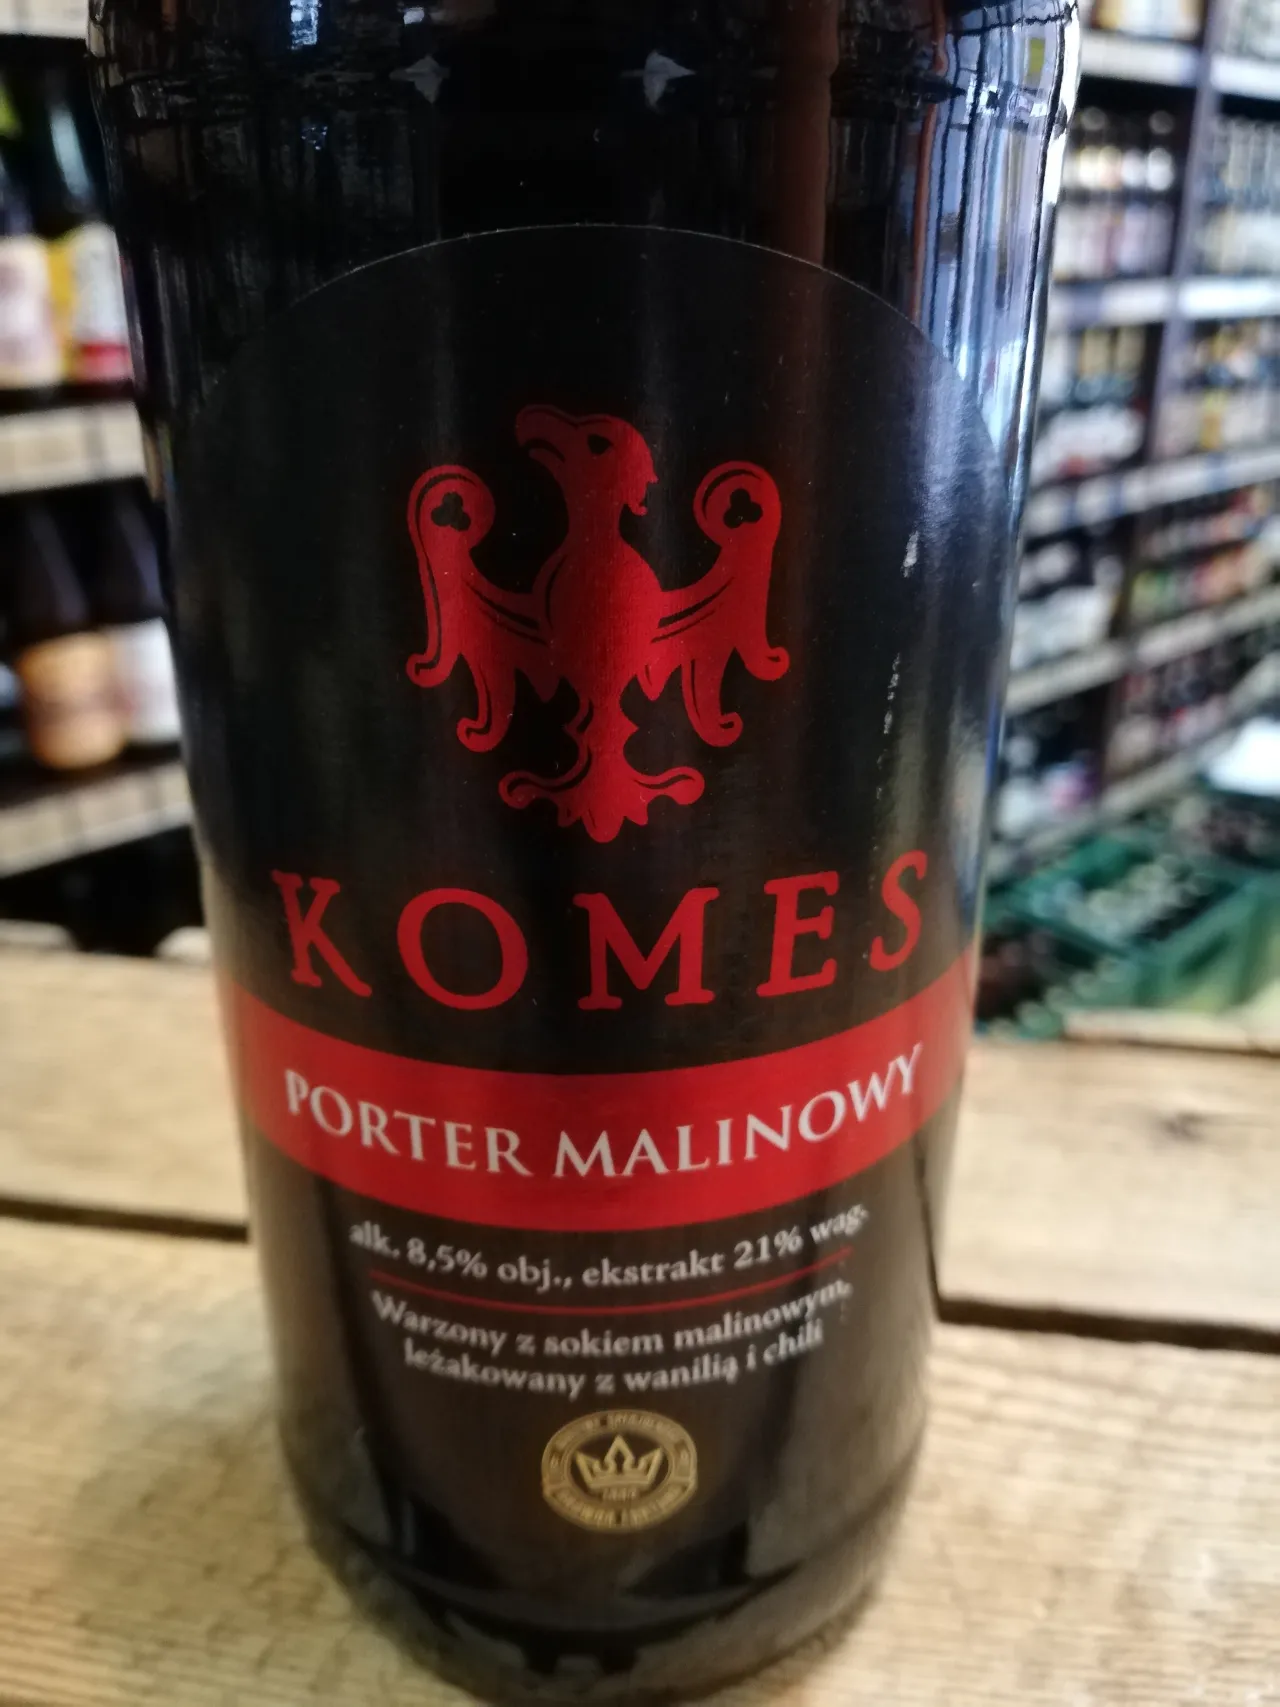 KOMES
PORTER MALINOWY
alk. 8,5% obj., ekstrakt 21% wag.
Warzony z sokiem malinowym,
leżakowany z wanilią i chili